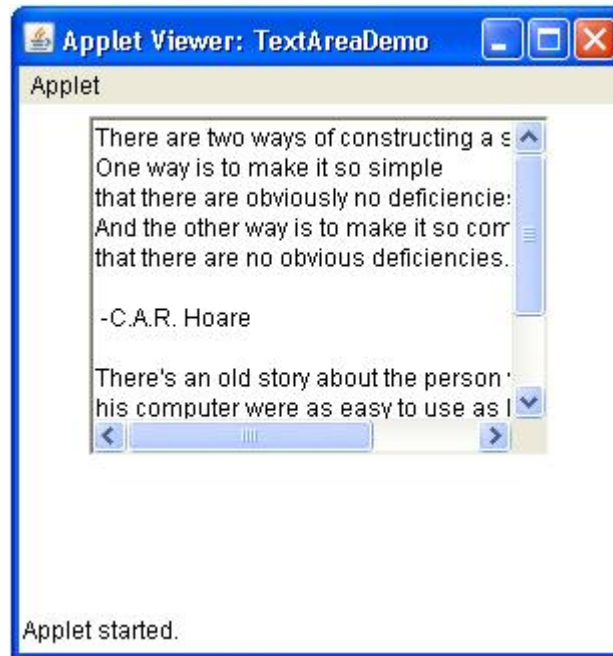 Applet Viewer: TextAreaDemo
Applet
There are two ways of constructing a s
One way is to make it so simple
that there are obviously no deficiencies
And the other way is to make it so com
that there are no obvious deficiencies.
-C.A.R. Hoare
There's an old story about the person
his computer were as easy to use as
Applet started.